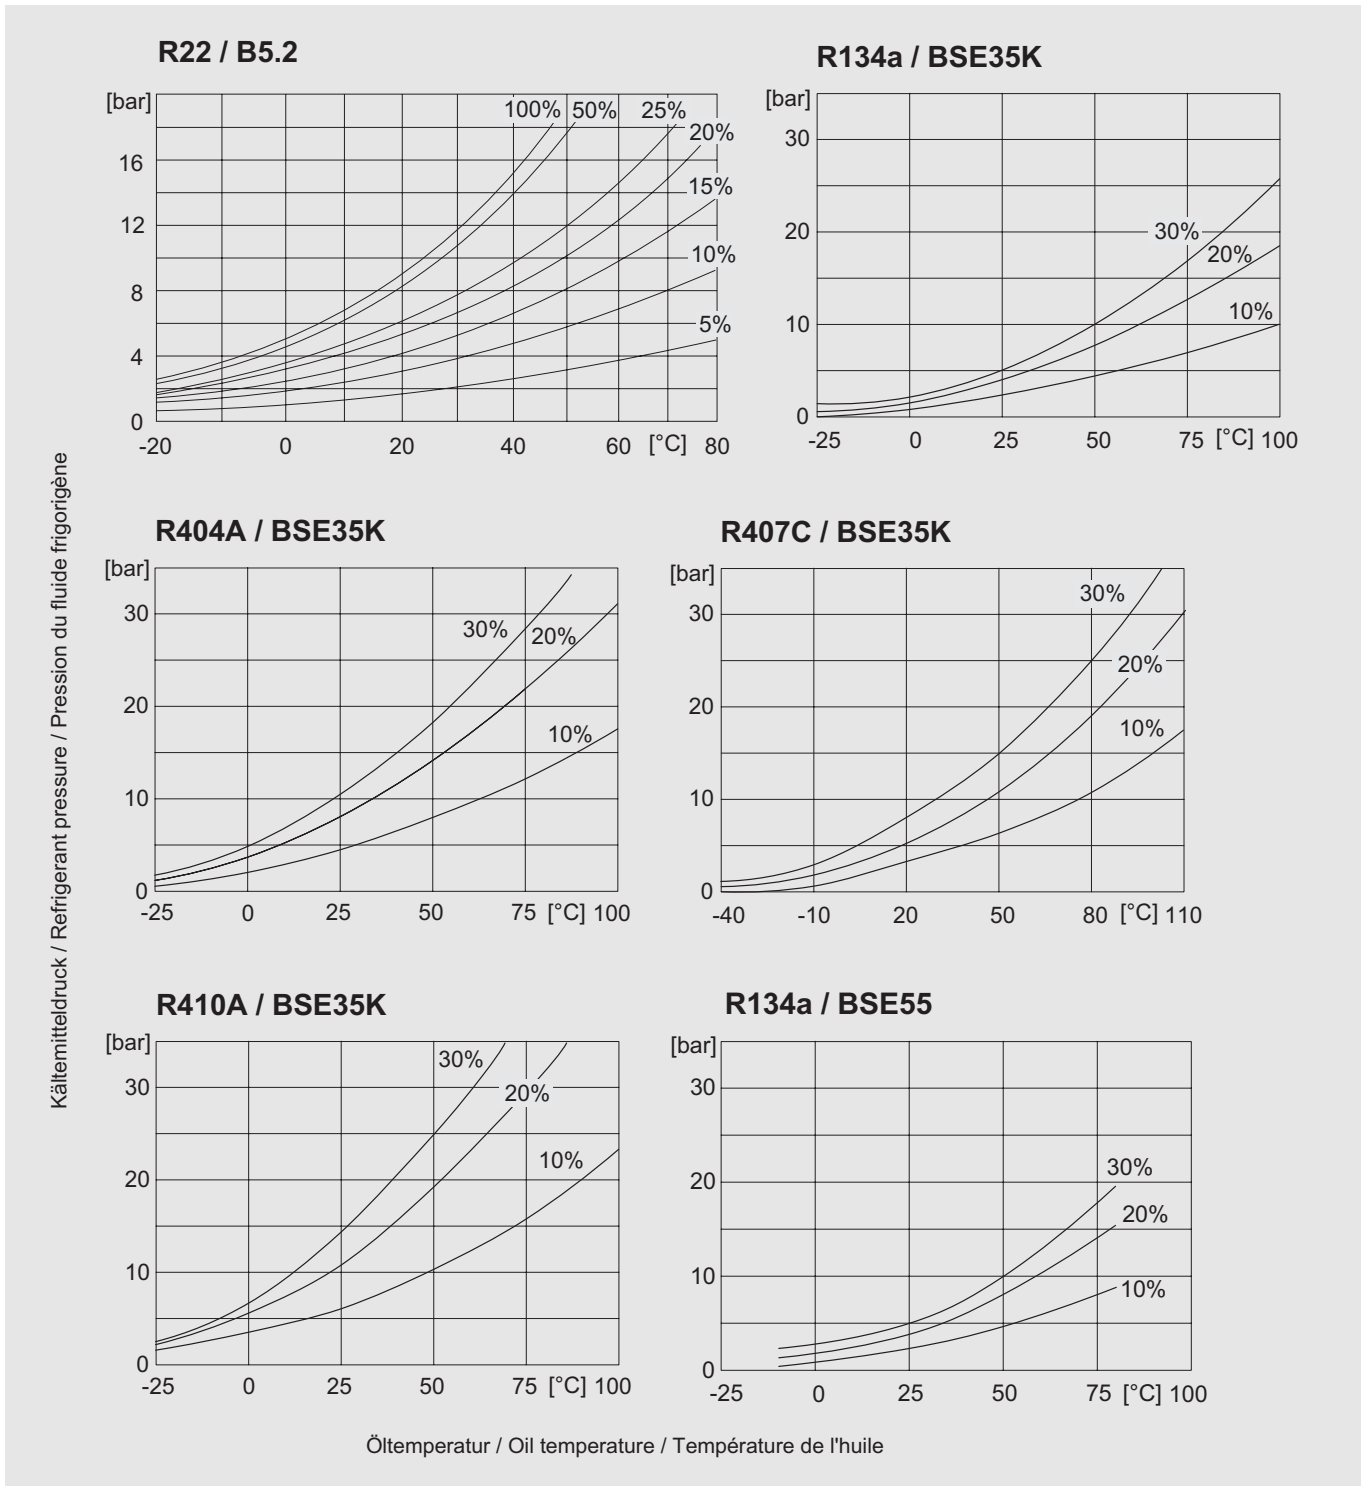 R22 / B5.2
[bar]
100% 50% 25%
20%
15%
10%
5%
16
12
8
4
0
-20 0 20 40 60 [°C] 80
R134a / BSE35K
[bar]
30
20
10
0
30%
20%
10%
-25 0 25 50 75 [°C] 100
Kältemitteldruck / Refrigerant pressure / Pression du fluide frigorigène
R404A / BSE35K
[bar]
30
20
10
0
30% 20%
10%
-25 0 25 50 75 [°C] 100
R407C / BSE35K
[bar]
30
20
10
0
30%
20%
10%
-40 -10 20 50 80 [°C] 110
R410A / BSE35K
[bar]
30
20
10
0
30%
20%
10%
-25 0 25 50 75 [°C] 100
R134a / BSE55
[bar]
30
20
10
0
30%
20%
10%
-25 0 25 50 75 [°C] 100
Öltemperatur / Oil temperature / Température de l'huile